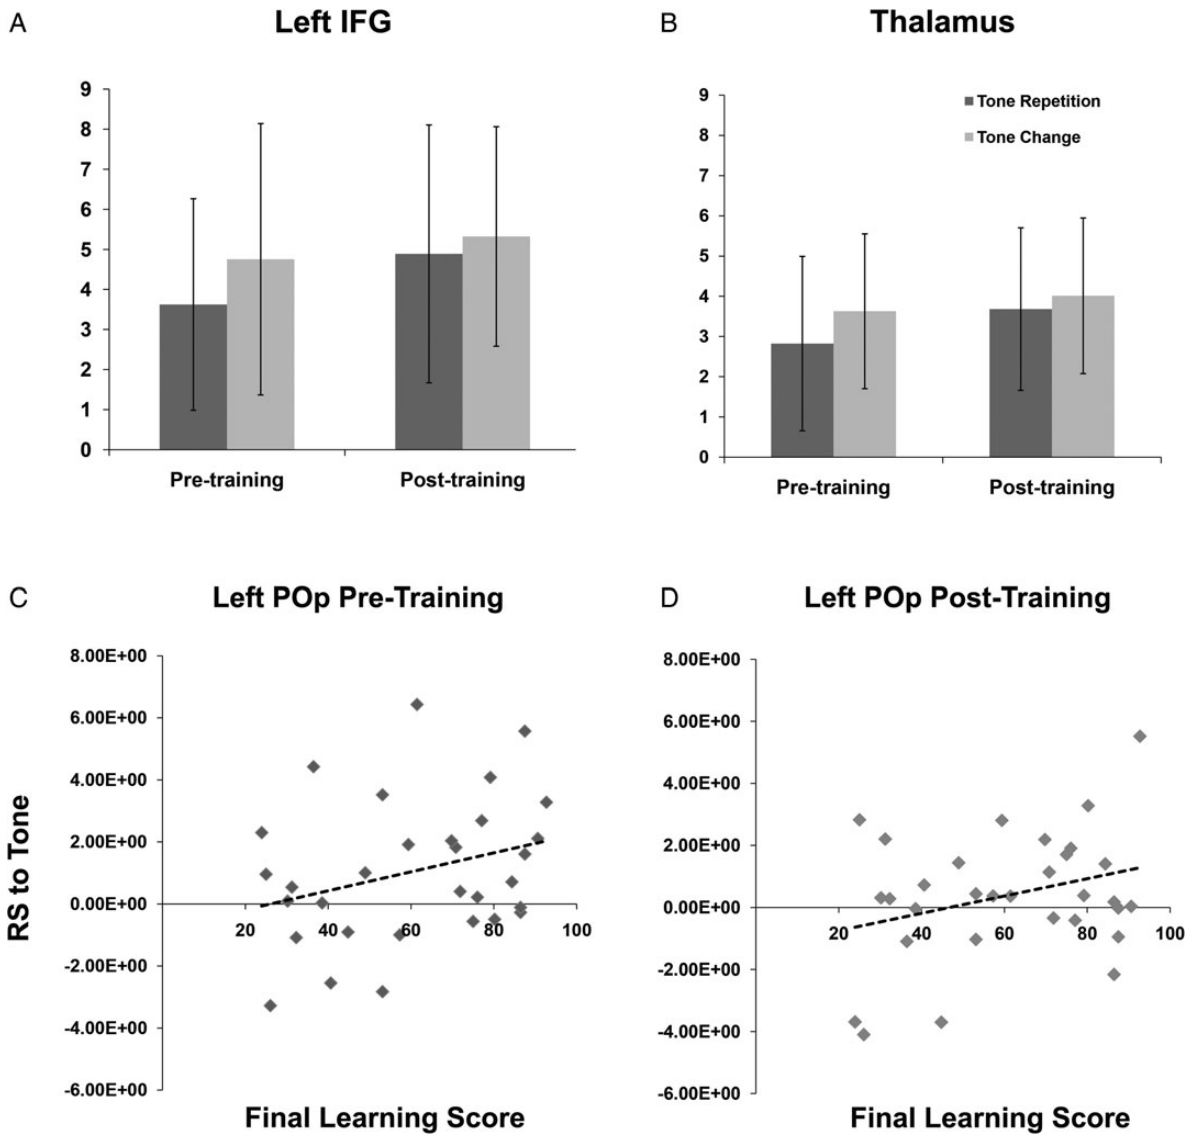 A
Left IFG
B
Thalamus
9
8
7
6
5
4
3
2
1
0
Pre-training
Post-training
9
8
7
6
5
4
3
2
1
0
Tone Repetition
Tone Change
Pre-training
Post-training
C
Left POp Pre-Training
D
Left POp Post-Training
RS to Tone
8.00E+00
6.00E+00
4.00E+00
2.00E+00
0.00E+00
-2.00E+00
-4.00E+00
-6.00E+00
20
40
60
80
100
Final Learning Score
8.00E+00
6.00E+00
4.00E+00
2.00E+00
0.00E+00
-2.00E+00
-4.00E+00
-6.00E+00
20
40
60
80
100
Final Learning Score